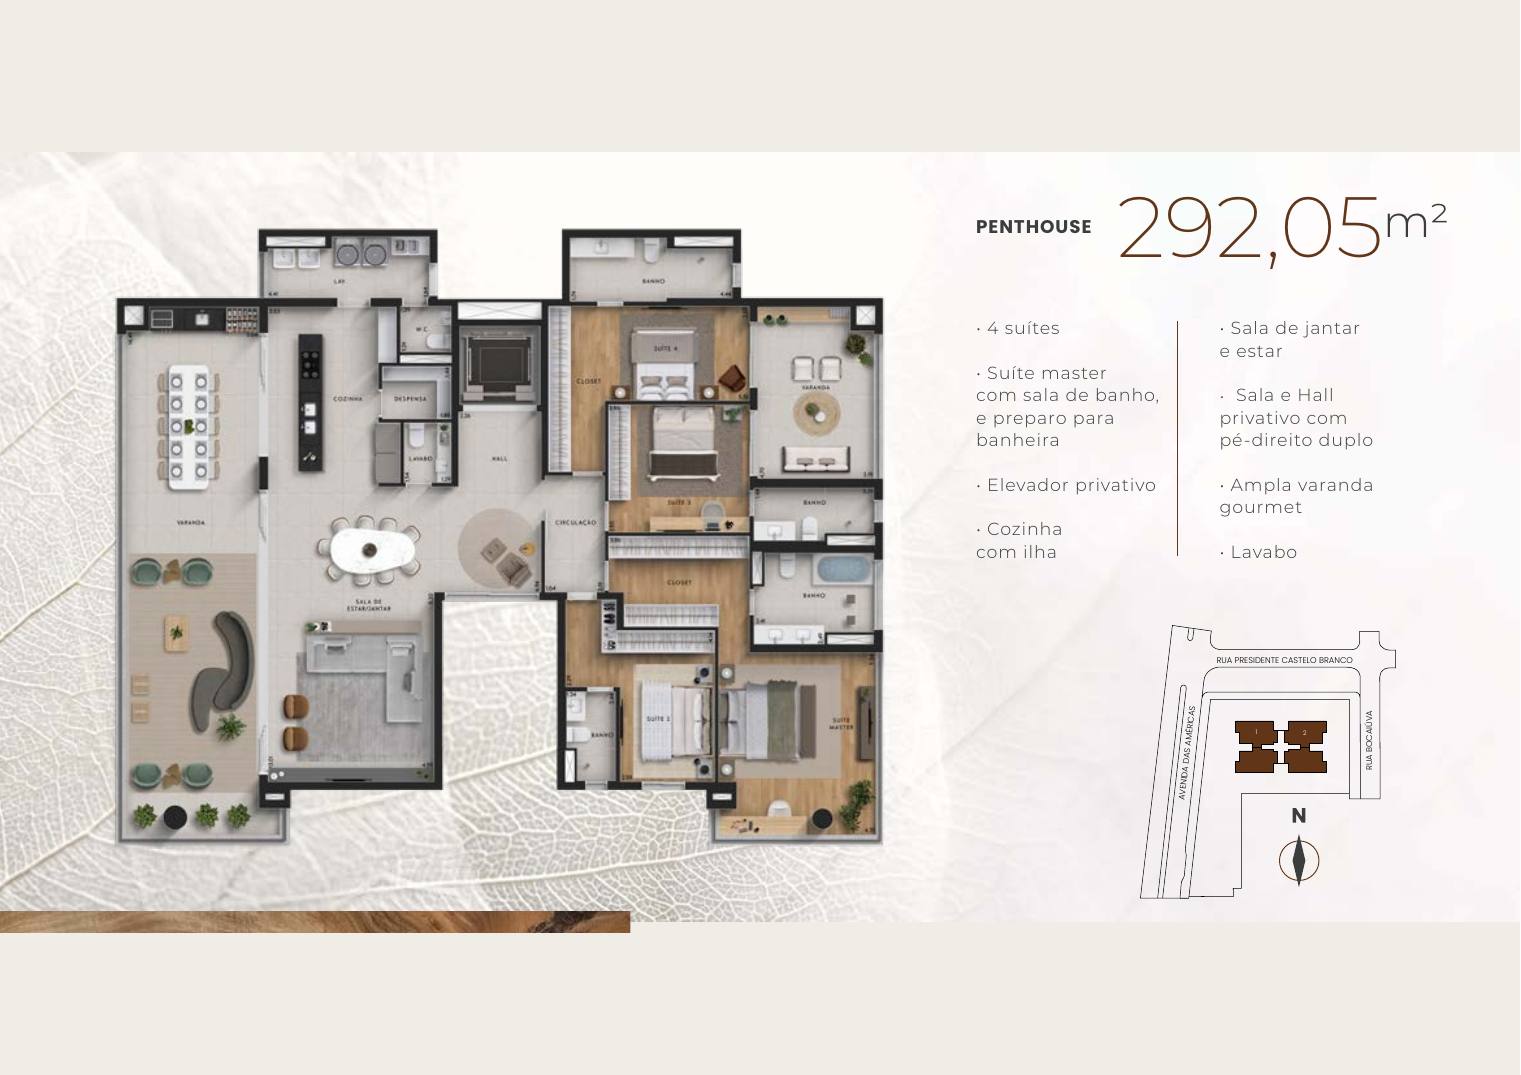 PENTHOUSE 292,05m²
· 4 suítes
· Suíte master
com sala de banho,
e preparo para
banheira
· Elevador privativo
· Cozinha
com ilha
· Sala de jantar
e estar
· Sala e Hall
privativo com
pé-direito duplo
· Ampla varanda
gourmet
· Lavabo
LAV.
BANHO
W.C.
SUÍTE 4
CLOSET
COZINHA
DESPENSA
VARANDA
LAVABO
HALL
SUÍTE 3
BANHO
VARANDA
CIRCULAÇÃO
CLOSET
BANHO
SALA DE
ESTAR/JANTAR
SUÍTE 2
SUÍTE
MASTER
BANHO
RUA PRESIDENTE CASTELO BRANCO
AVENIDA DAS AMÉRICAS
RUA BOCAIÚVA
1
2
N